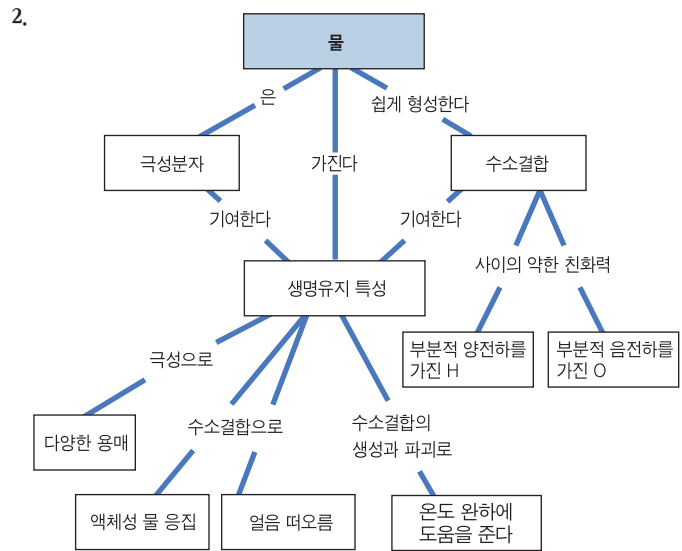 2.
물
은
쉽게 형성한다
극성분자
가진다
수소결합
기여한다
기여한다
생명유지 특성
사이의 약한 친화력
부분적 양전하를
가진 H
부분적 음전하를
가진 O
극성으로
수소결합으로
수소결합의
생성과 파괴로
다양한 용매
액체성 물 응집
얼음 떠오름
온도 완하에
도움을 준다